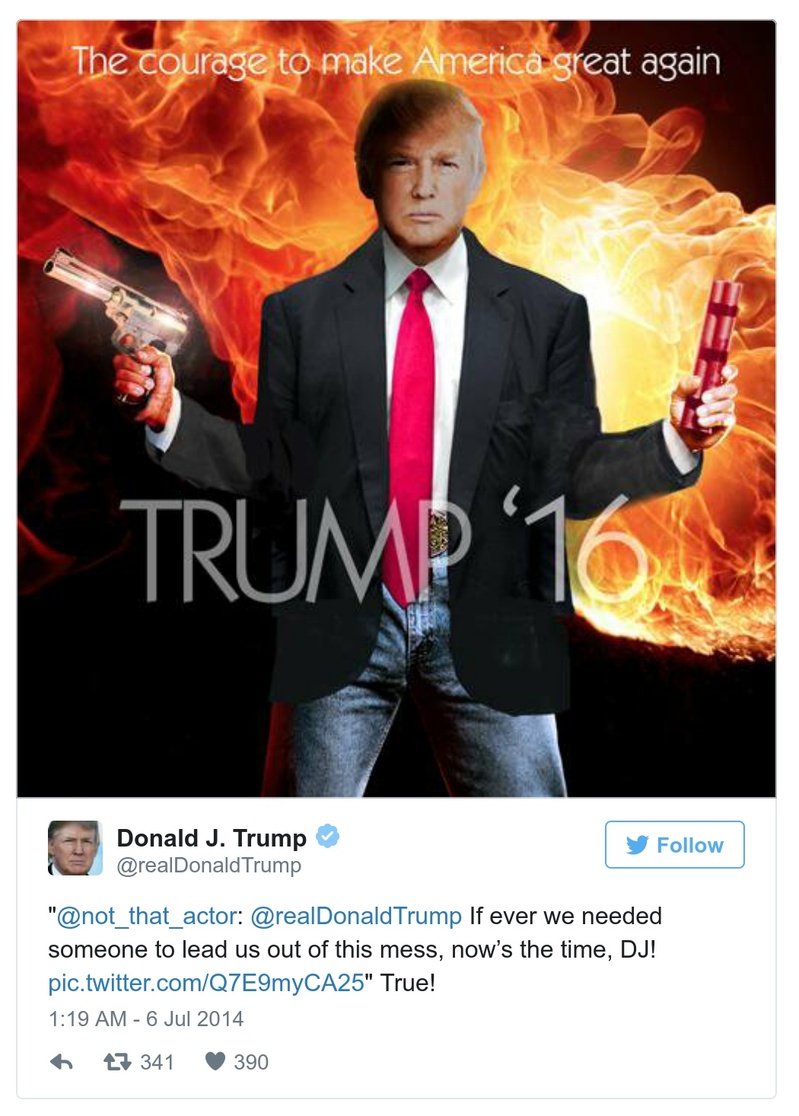 The courage to make America great again
TRUMP ‘16
Donald J. Trump
@realDonaldTrump
Follow
"@not_that_actor: @realDonaldTrump If ever we needed
someone to lead us out of this mess, now’s the time, DJ!
pic.twitter.com/Q7E9myCA25" True!
1:19 AM - 6 Jul 2014
341 390